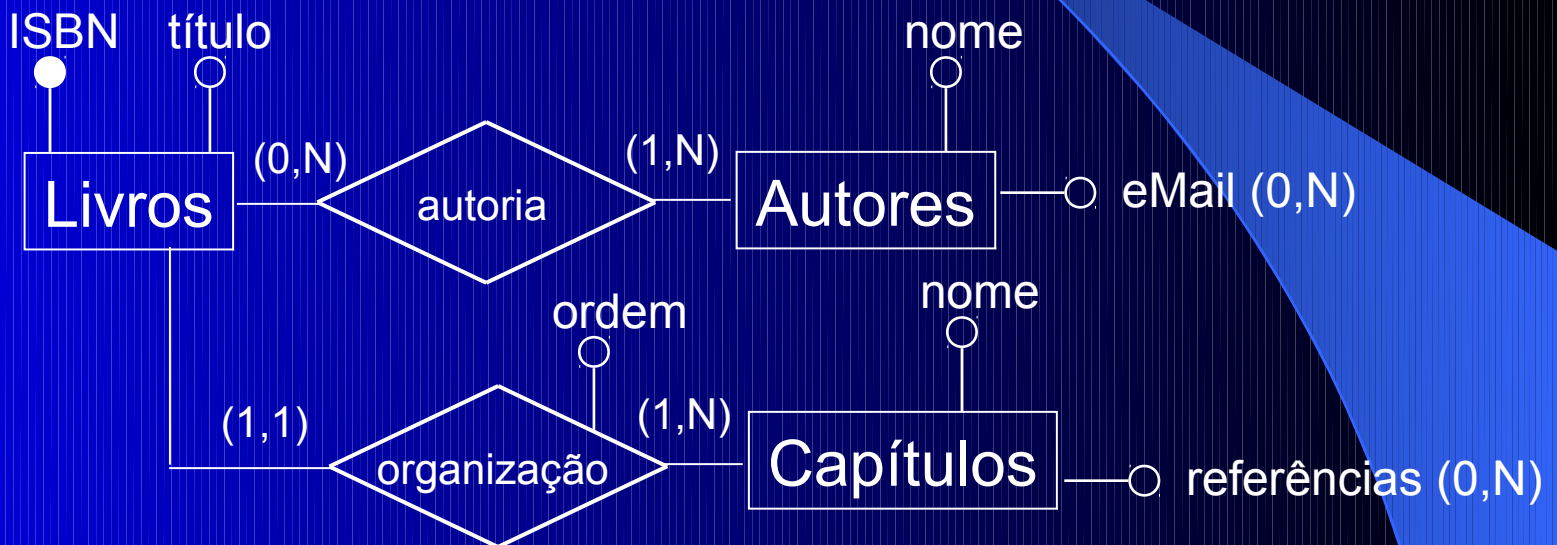 ISBN título nome
(0,N) (1,N)
Livros autoria Autores eMail (0,N)
ordem nome
(1,1) (1,N)
organização Capítulos referências (0,N)